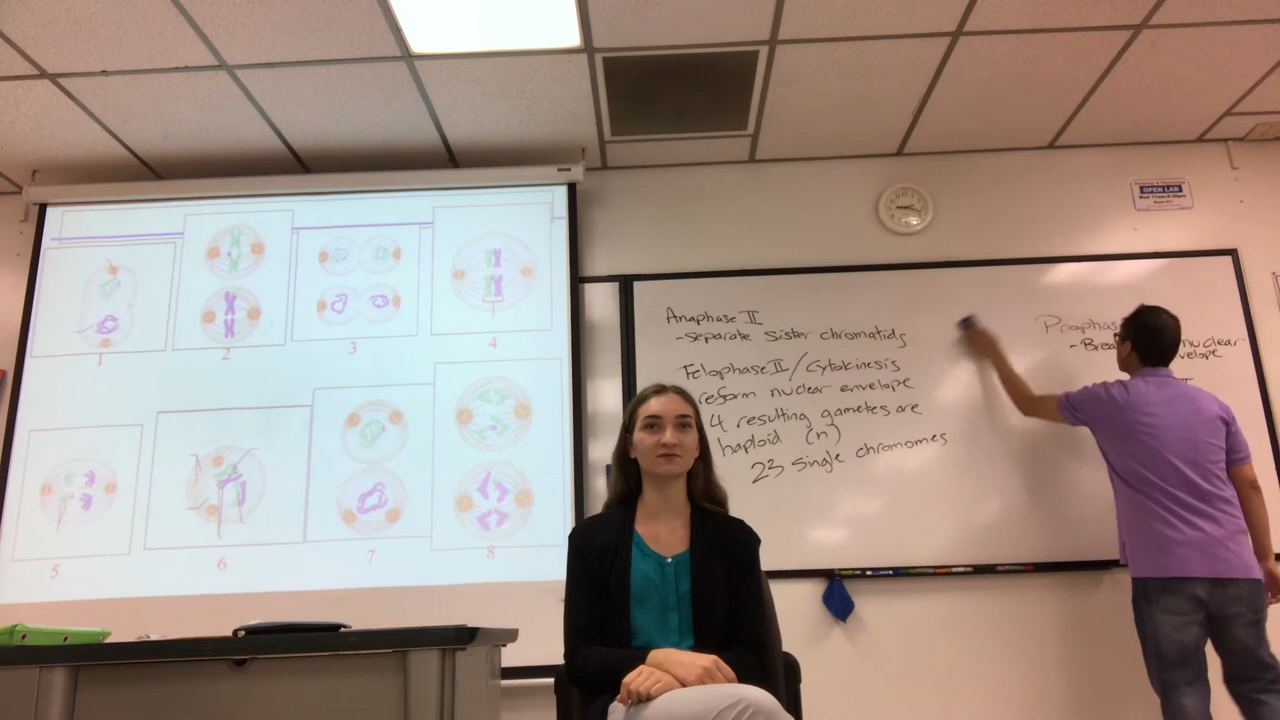 1
2
3
4
5
6
7
8
Anaphase II
- separate sister chromatids
Telophase II / Cytokinesis
reform nuclear envelope
4 resulting gametes are
haploid (n)
23 single chromomes
Prophas
- Brea nuclear
velope
OPEN LAB